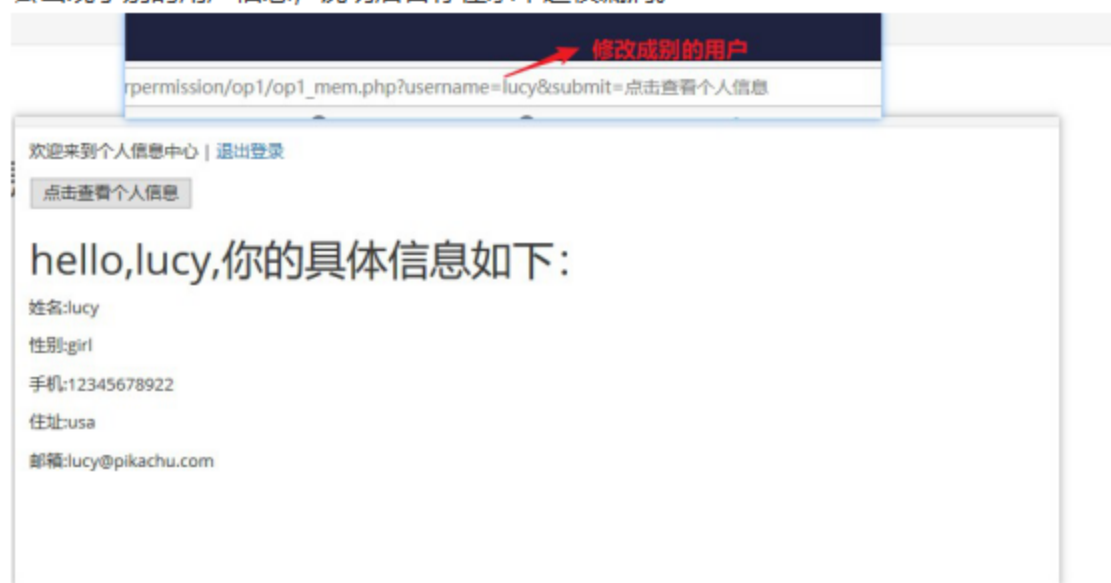 修改成别的用户
rpermission/op1/op1_mem.php?username=lucy&submit=点击查看个人信息
欢迎来到个人信息中心 | 退出登录
点击查看个人信息
hello,lucy,你的具体信息如下：
姓名:lucy
性别:girl
手机:12345678922
住址:usa
邮箱:lucy@pikachu.com